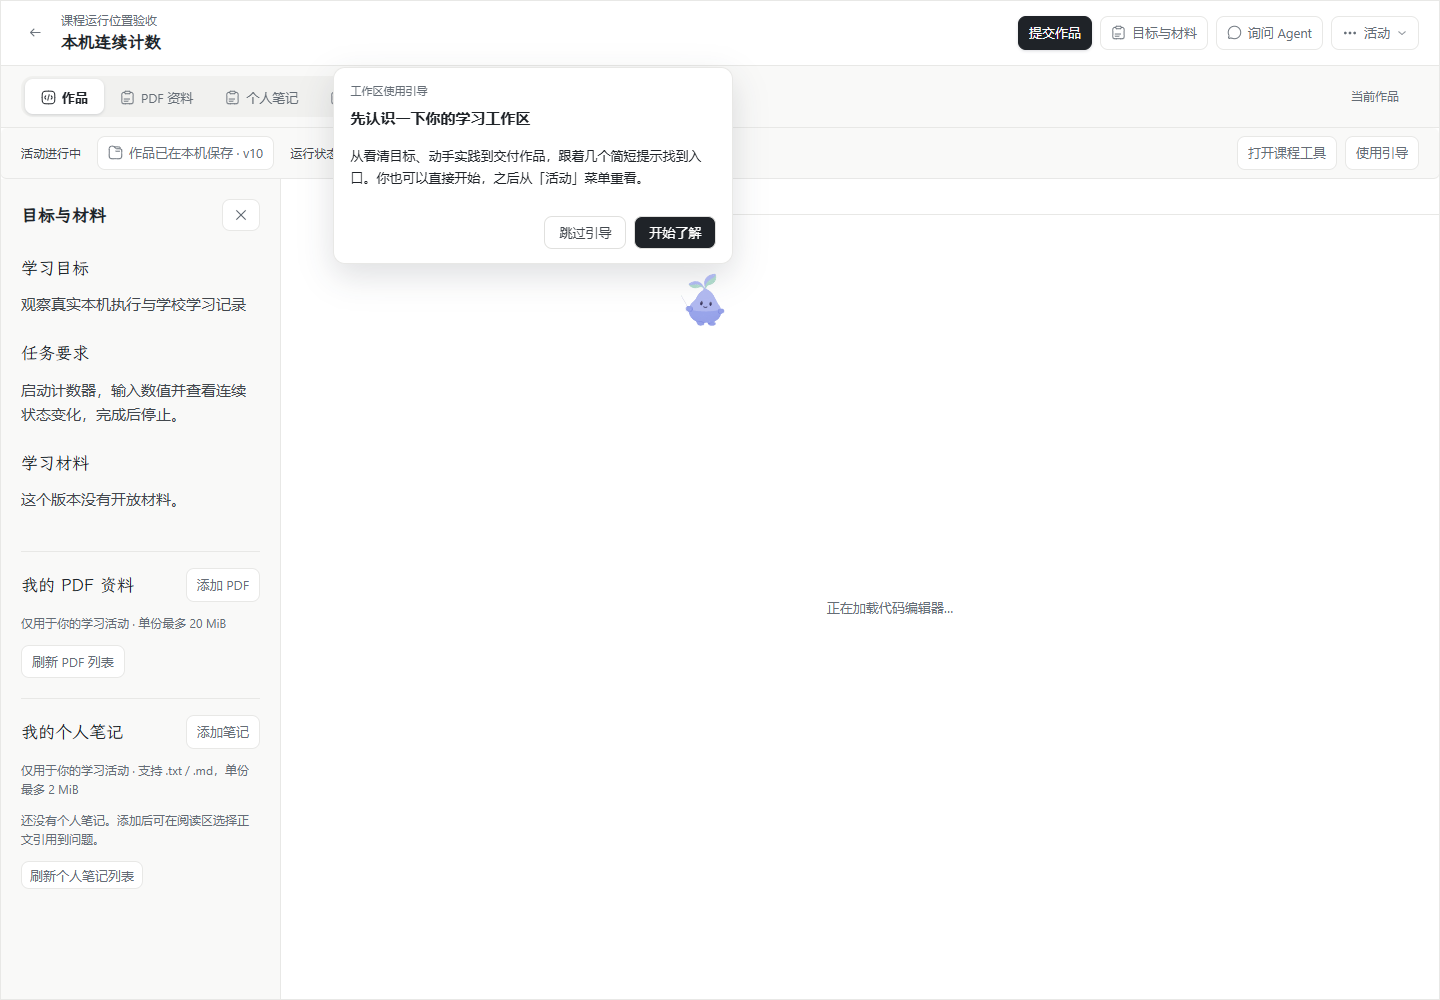 课程运行位置验收
本机连续计数
提交作品
目标与材料
询问 Agent
活动
作品
PDF 资料
个人笔记
当前作品
活动进行中
作品已在本机保存 · v10
运行状态
打开课程工具
使用引导
工作区使用引导
先认识一下你的学习工作区
从看清目标、动手实践到交付作品，跟着几个简短提示找到入
口。你也可以直接开始，之后从「活动」菜单重看。
跳过引导
开始了解
目标与材料
学习目标
观察真实本机执行与学校学习记录
任务要求
启动计数器，输入数值并查看连续
状态变化，完成后停止。
学习材料
这个版本没有开放材料。
我的 PDF 资料
添加 PDF
仅用于你的学习活动 · 单份最多 20 MiB
刷新 PDF 列表
我的个人笔记
添加笔记
仅用于你的学习活动 · 支持 .txt / .md，单份
最多 2 MiB
还没有个人笔记。添加后可在阅读区选择正
文引用到问题。
刷新个人笔记列表
正在加载代码编辑器...